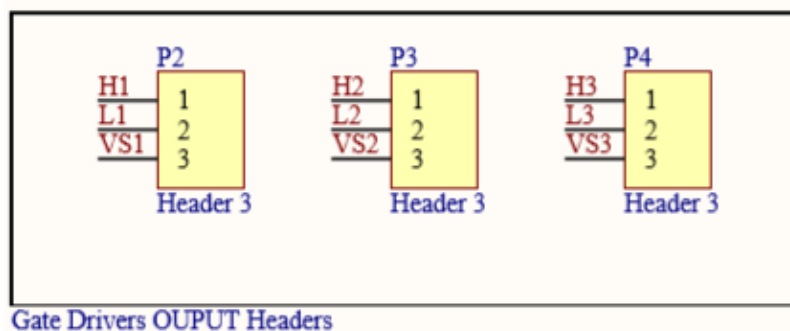 P2 P3 P4
H1 1 H2 1 H3 1
L1 2 L2 2 L3 2
VS1 3 VS2 3 VS3 3
Header 3 Header 3 Header 3
Gate Drivers OUPUT Headers